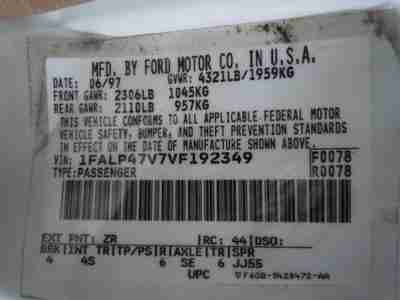 MFD. BY FORD MOTOR CO. IN U.S.A.
DATE: 06/97 GVWR: 4321LB/1959KG
FRONT GAWR: 2306LB 1045KG
REAR GAWR: 2110LB 957KG
THIS VEHICLE CONFORMS TO ALL APPLICABLE FEDERAL MOTOR
VEHICLE SAFETY, BUMPER, AND THEFT PREVENTION STANDARDS
IN EFFECT ON THE DATE OF MANUFACTURE SHOWN ABOVE.
VIN: 1FALP47V7VF192349 F0078
TYPE: PASSENGER R0078
EXT PNT: ZR RC: 44 DSO:
BRK INT TR TP/PS R AXLE TR SPR
4 4S 6 SE 6 JJ55
UPC